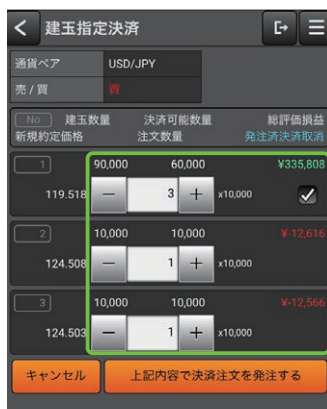 建玉指定決済
通貨ペア USD/JPY
売/買 買
No 建玉数量 決済可能数量 総評価損益
新規約定価格 注文数量 発注済決済取消
1 90,000 60,000 ¥335,808
119.518 － 3 ＋ x10,000
2 10,000 10,000 ¥-12,616
124.508 － 1 ＋ x10,000
3 10,000 10,000 ¥-12,566
124.503 － 1 ＋ x10,000
キャンセル 上記内容で決済注文を発注する